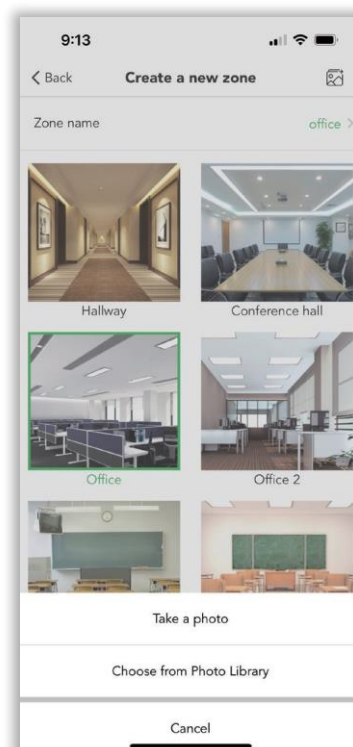 9:13
Back Create a new zone
Zone name office
Hallway Conference hall
Office Office 2
Take a photo
Choose from Photo Library
Cancel